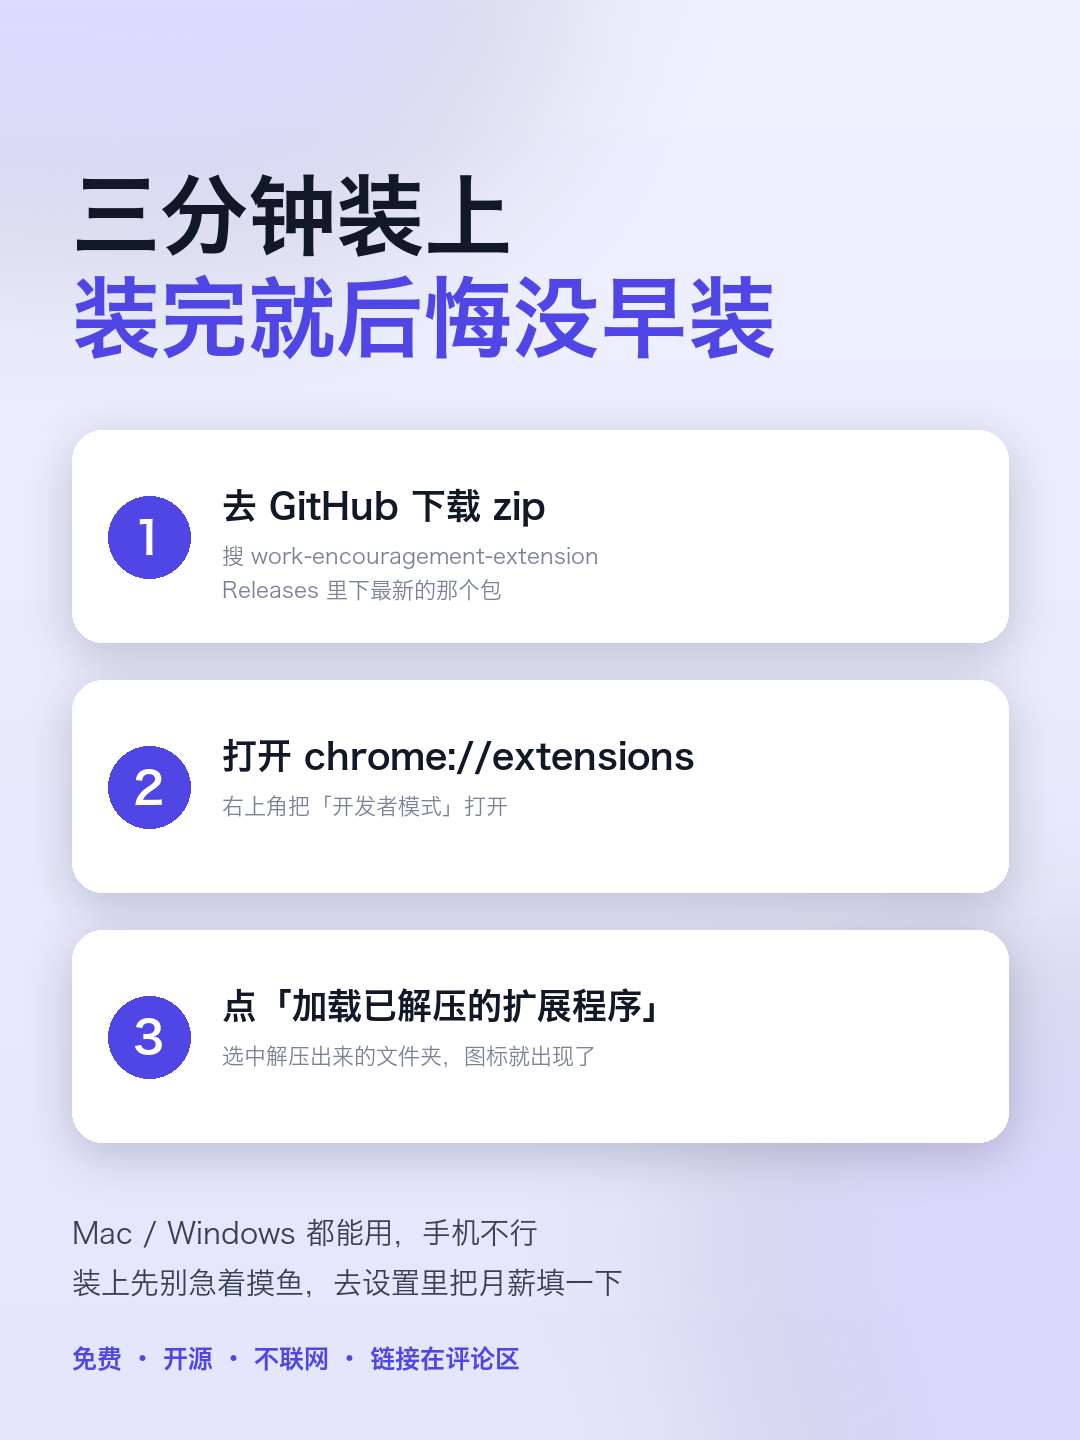 三分钟装上
装完就后悔没早装
1
去 GitHub 下载 zip
搜 work-encouragement-extension
Releases 里下最新的那个包
2
打开 chrome://extensions
右上角把「开发者模式」打开
3
点「加载已解压的扩展程序」
选中解压出来的文件夹，图标就出现了
Mac / Windows 都能用，手机不行
装上先别急着摸鱼，去设置里把月薪填一下
免费 · 开源 · 不联网 · 链接在评论区